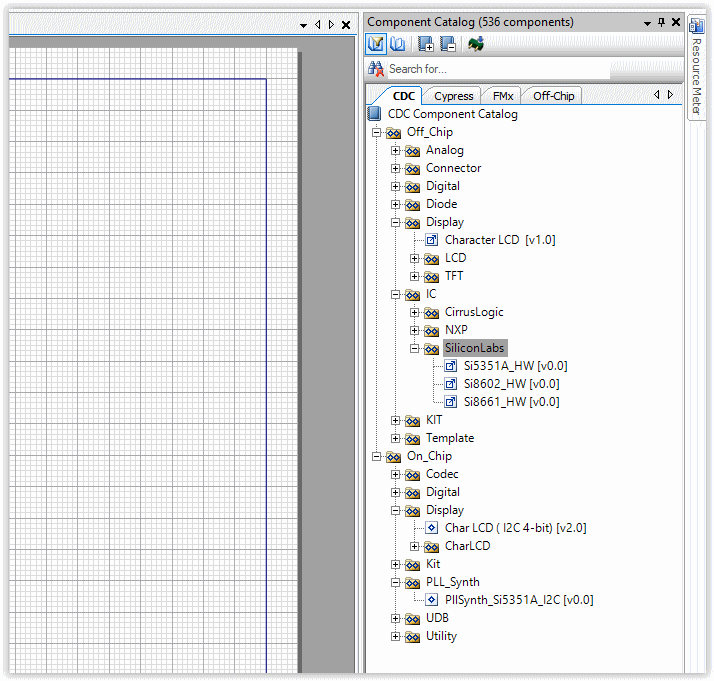 Component Catalog (536 components)
Search for...
CDC Cypress FMx Off-Chip
CDC Component Catalog
Off_Chip
Analog
Connector
Digital
Diode
Display
Character LCD [v1.0]
LCD
TFT
IC
CirrusLogic
NXP
SiliconLabs
Si5351A_HW [v0.0]
Si8602_HW [v0.0]
Si8661_HW [v0.0]
KIT
Template
On_Chip
Codec
Digital
Display
Char LCD ( I2C 4-bit) [v2.0]
CharLCD
Kit
PLL_Synth
PllSynth_Si5351A_I2C [v0.0]
UDB
Utility
Resource Meter